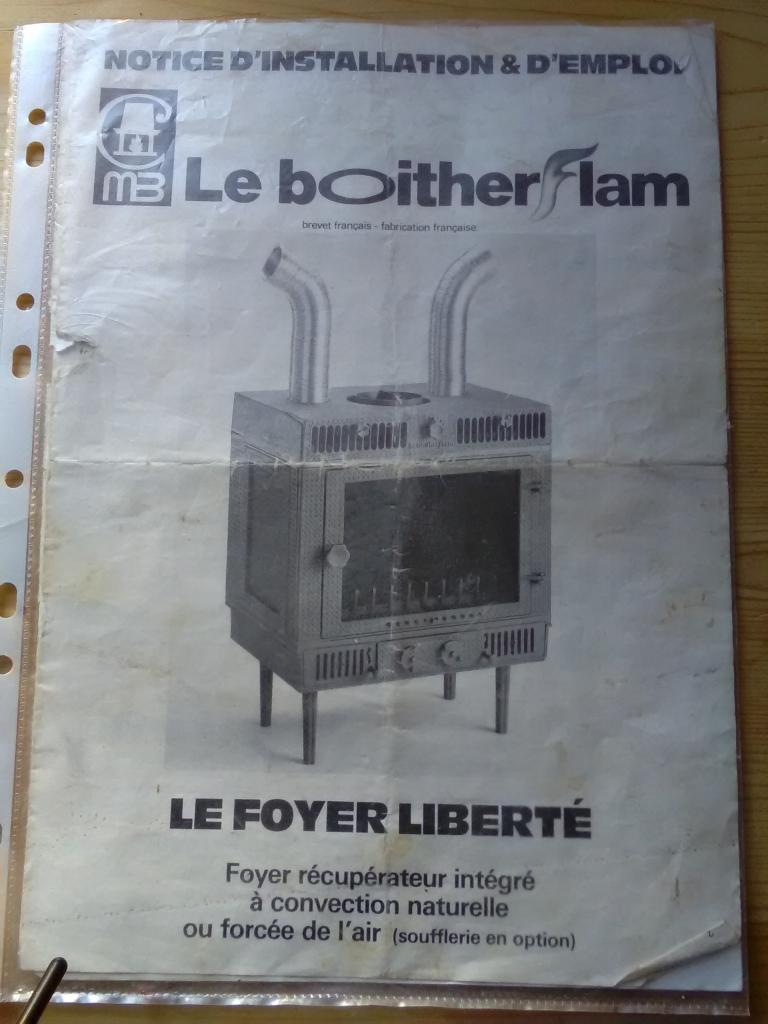 NOTICE D'INSTALLATION & D'EMPLOI
MB
Le boitherflam
brevet français - fabrication française
LE FOYER LIBERTÉ
Foyer récupérateur intégré
à convection naturelle
ou forcée de l'air (soufflerie en option)